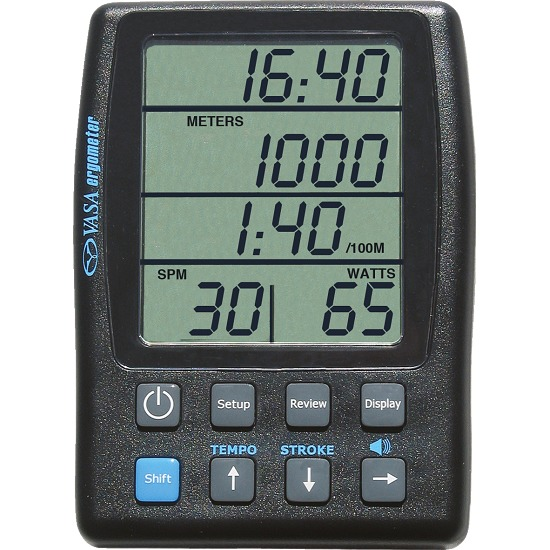 16:40
METERS
1000
1:40 /100M
SPM WATTS
30 65
VASA ergometer
Setup Review Display
TEMPO STROKE
Shift